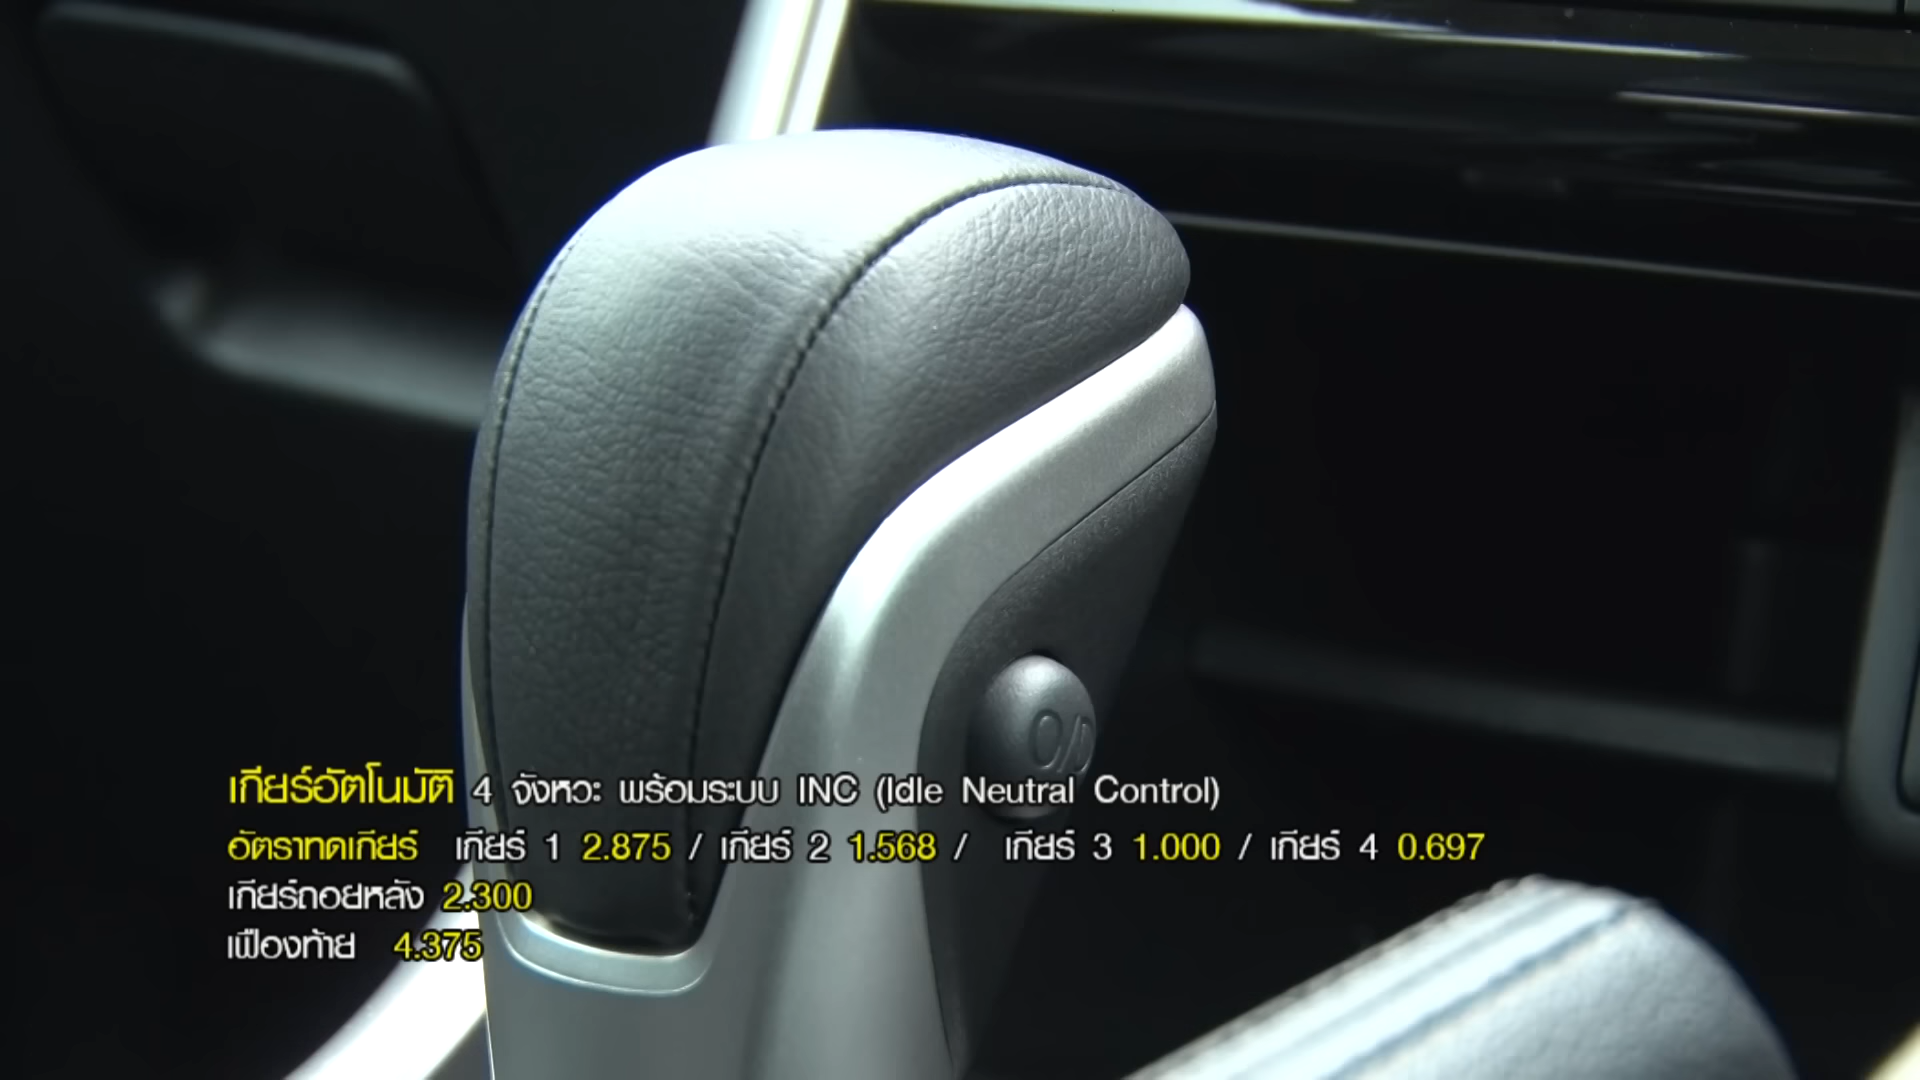 O/D
เกียร์อัตโนมัติ 4 จังหวะ พร้อมระบบ INC (Idle Neutral Control)
อัตราทดเกียร์ เกียร์ 1 2.875 / เกียร์ 2 1.568 / เกียร์ 3 1.000 / เกียร์ 4 0.697
เกียร์ถอยหลัง 2.300
เฟืองท้าย 4.375